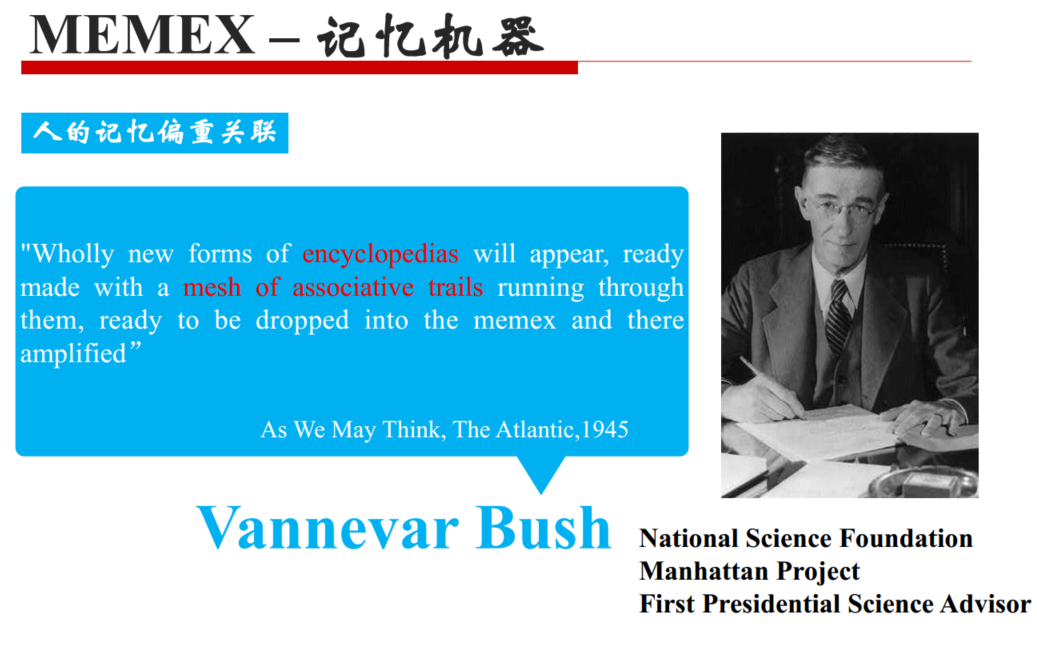 MEMEX – 记忆机器
人的记忆偏重关联
"Wholly new forms of encyclopedias will appear, ready
made with a mesh of associative trails running through
them, ready to be dropped into the memex and there
amplified”
As We May Think, The Atlantic,1945
Vannevar Bush
National Science Foundation
Manhattan Project
First Presidential Science Advisor